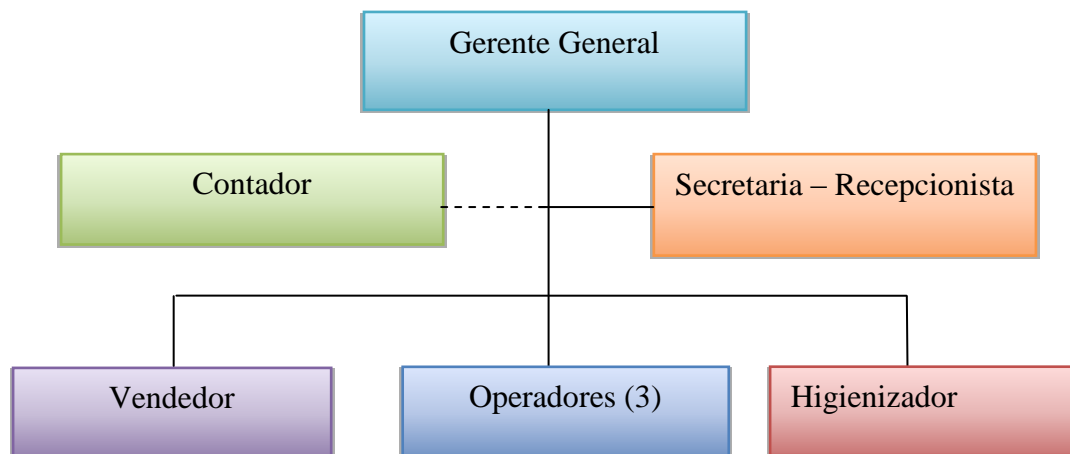 Gerente General
Contador
Secretaria – Recepcionista
Vendedor
Operadores (3)
Higienizador